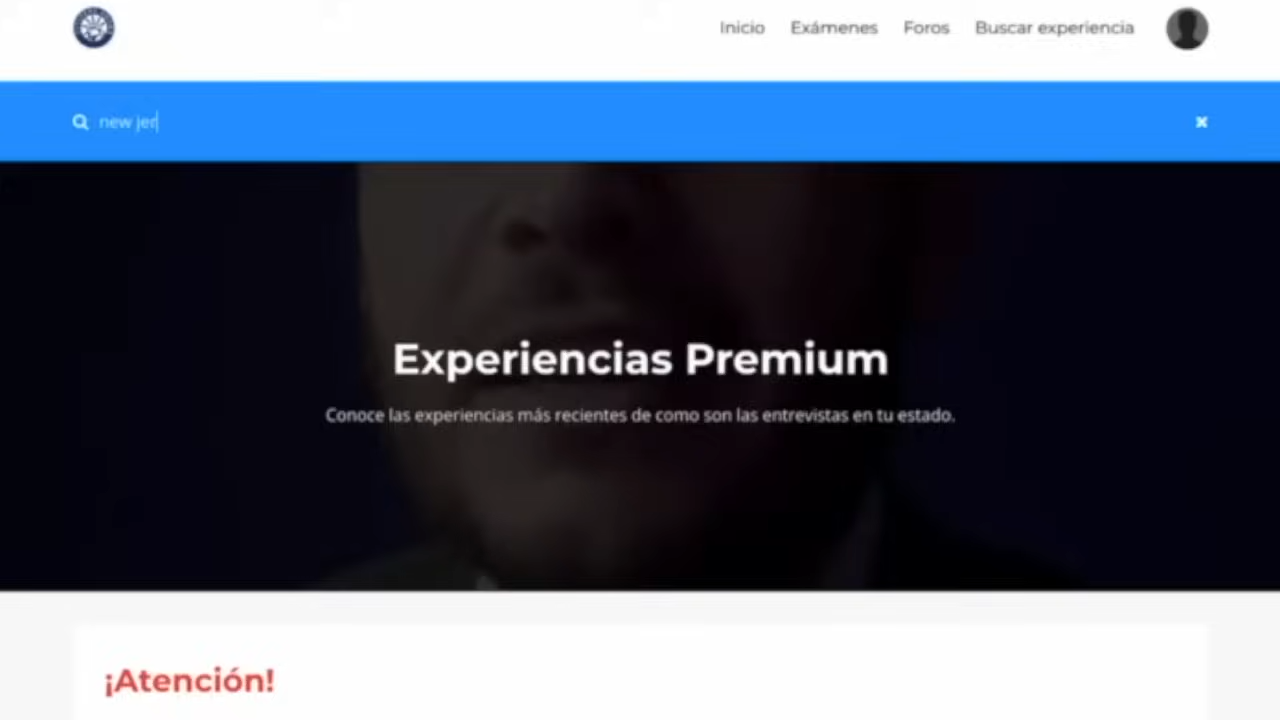 Inicio Exámenes Foros Buscar experiencia
new jer
Experiencias Premium
Conoce las experiencias más recientes de como son las entrevistas en tu estado.
¡Atención!